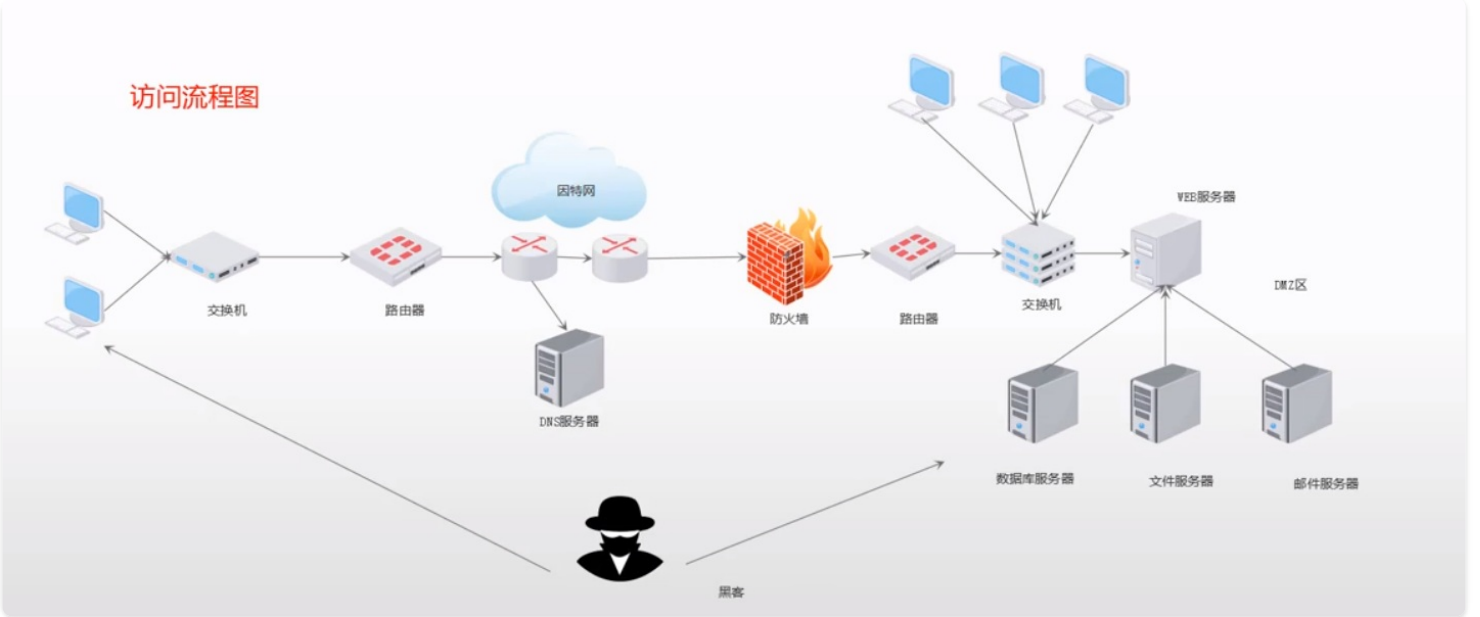 访问流程图
因特网
WEB服务器
DMZ区
交换机
路由器
防火墙
路由器
交换机
DNS服务器
数据库服务器
文件服务器
邮件服务器
黑客